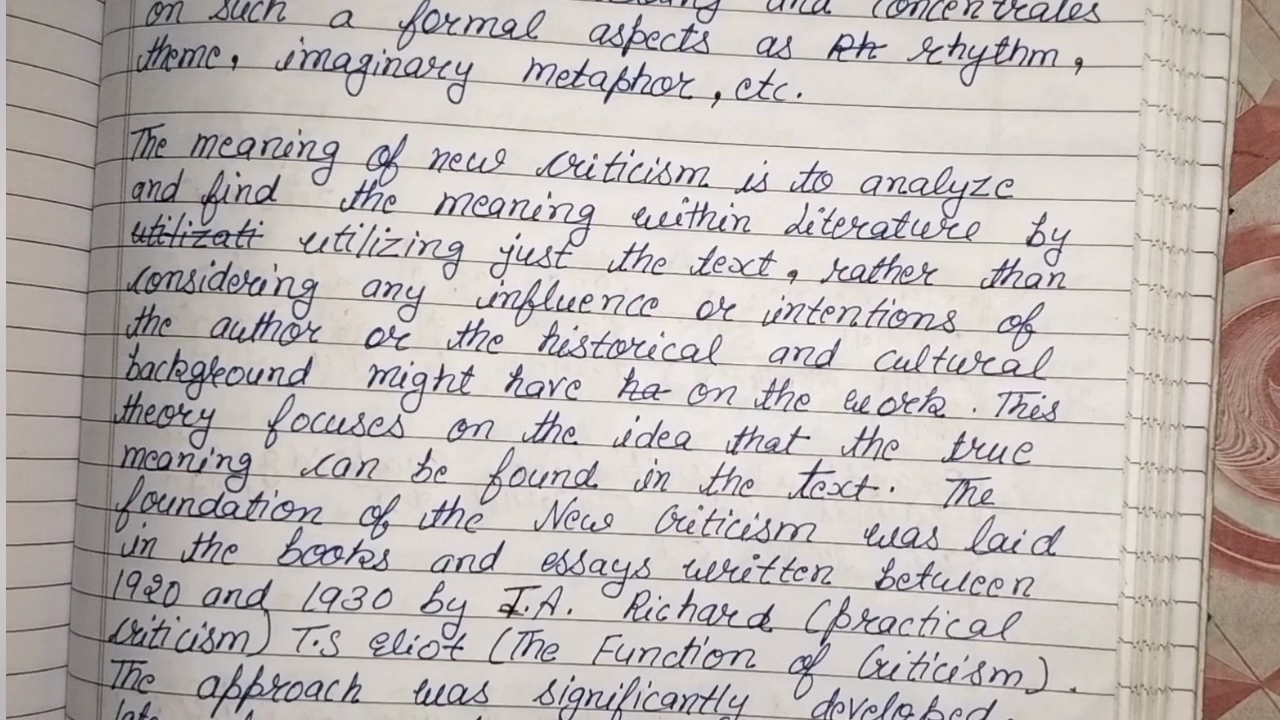 and concentrates
on such a formal aspects as Rh rhythm,
theme, imaginary metaphor, etc.
The meaning of new criticism is to analyze
and find the meaning within literature by
utilizati utilizing just the text, rather than
considering any influence or intentions of
the author or the historical and cultural
background might have ha on the work. This
theory focuses on the idea that the true
meaning can be found in the text. The
foundation of the New Criticism was laid
in the books and essays written between
1920 and 1930 by I.A. Richard (practical
criticism) T.S Eliot (The Function of Criticism).
The approach was significantly developed
late